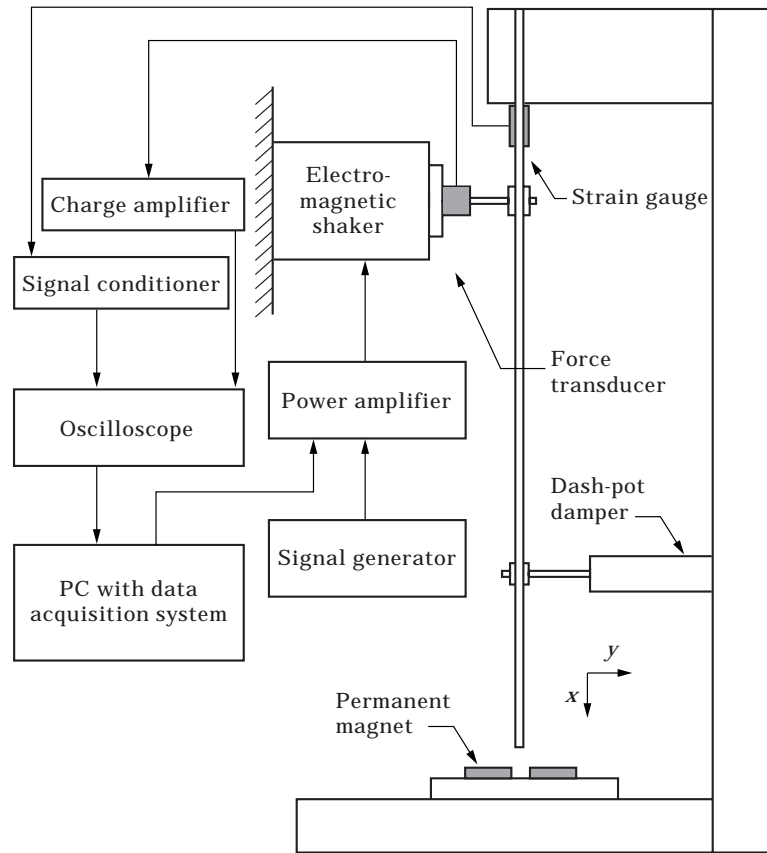 Electro-
magnetic
shaker
Charge amplifier
Strain gauge
Signal conditioner
Force
transducer
Power amplifier
Oscilloscope
Dash-pot
damper
Signal generator
PC with data
acquisition system
y
x
Permanent
magnet